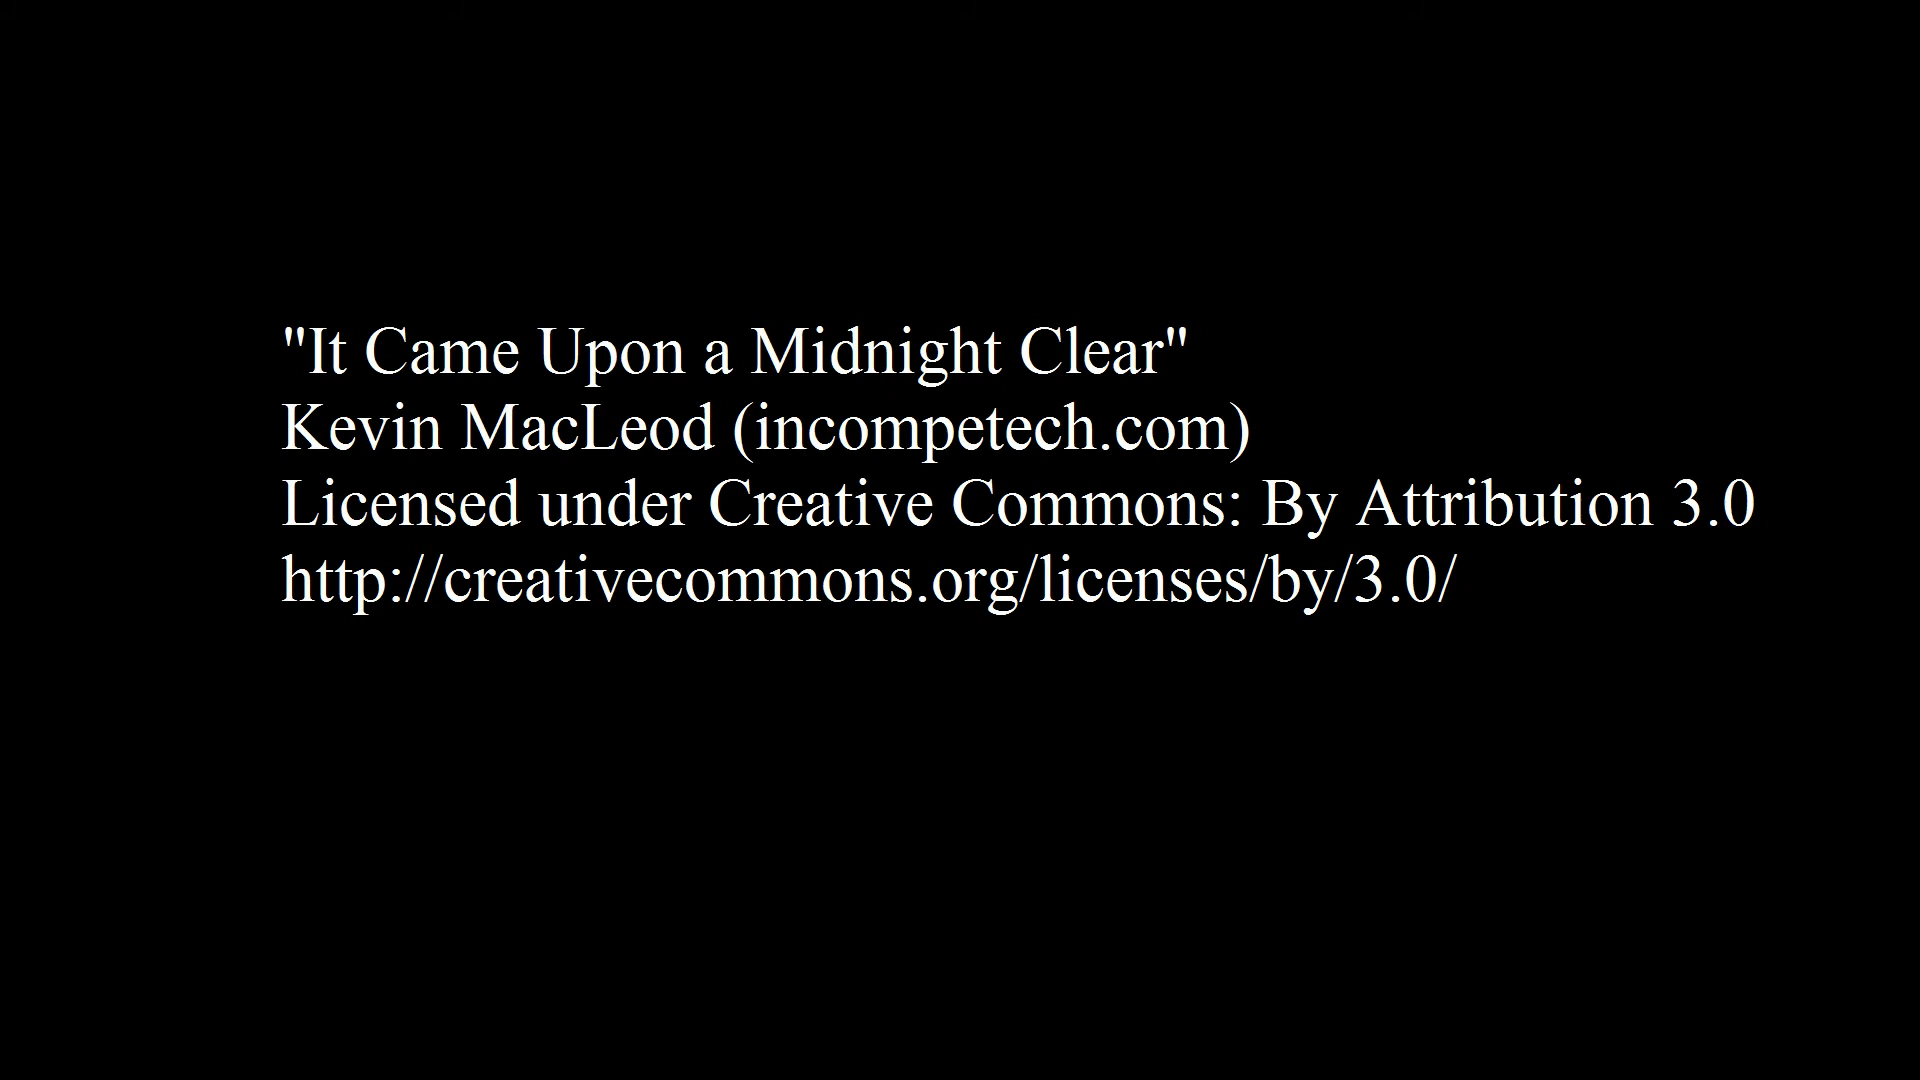 "It Came Upon a Midnight Clear"
Kevin MacLeod (incompetech.com)
Licensed under Creative Commons: By Attribution 3.0
http://creativecommons.org/licenses/by/3.0/